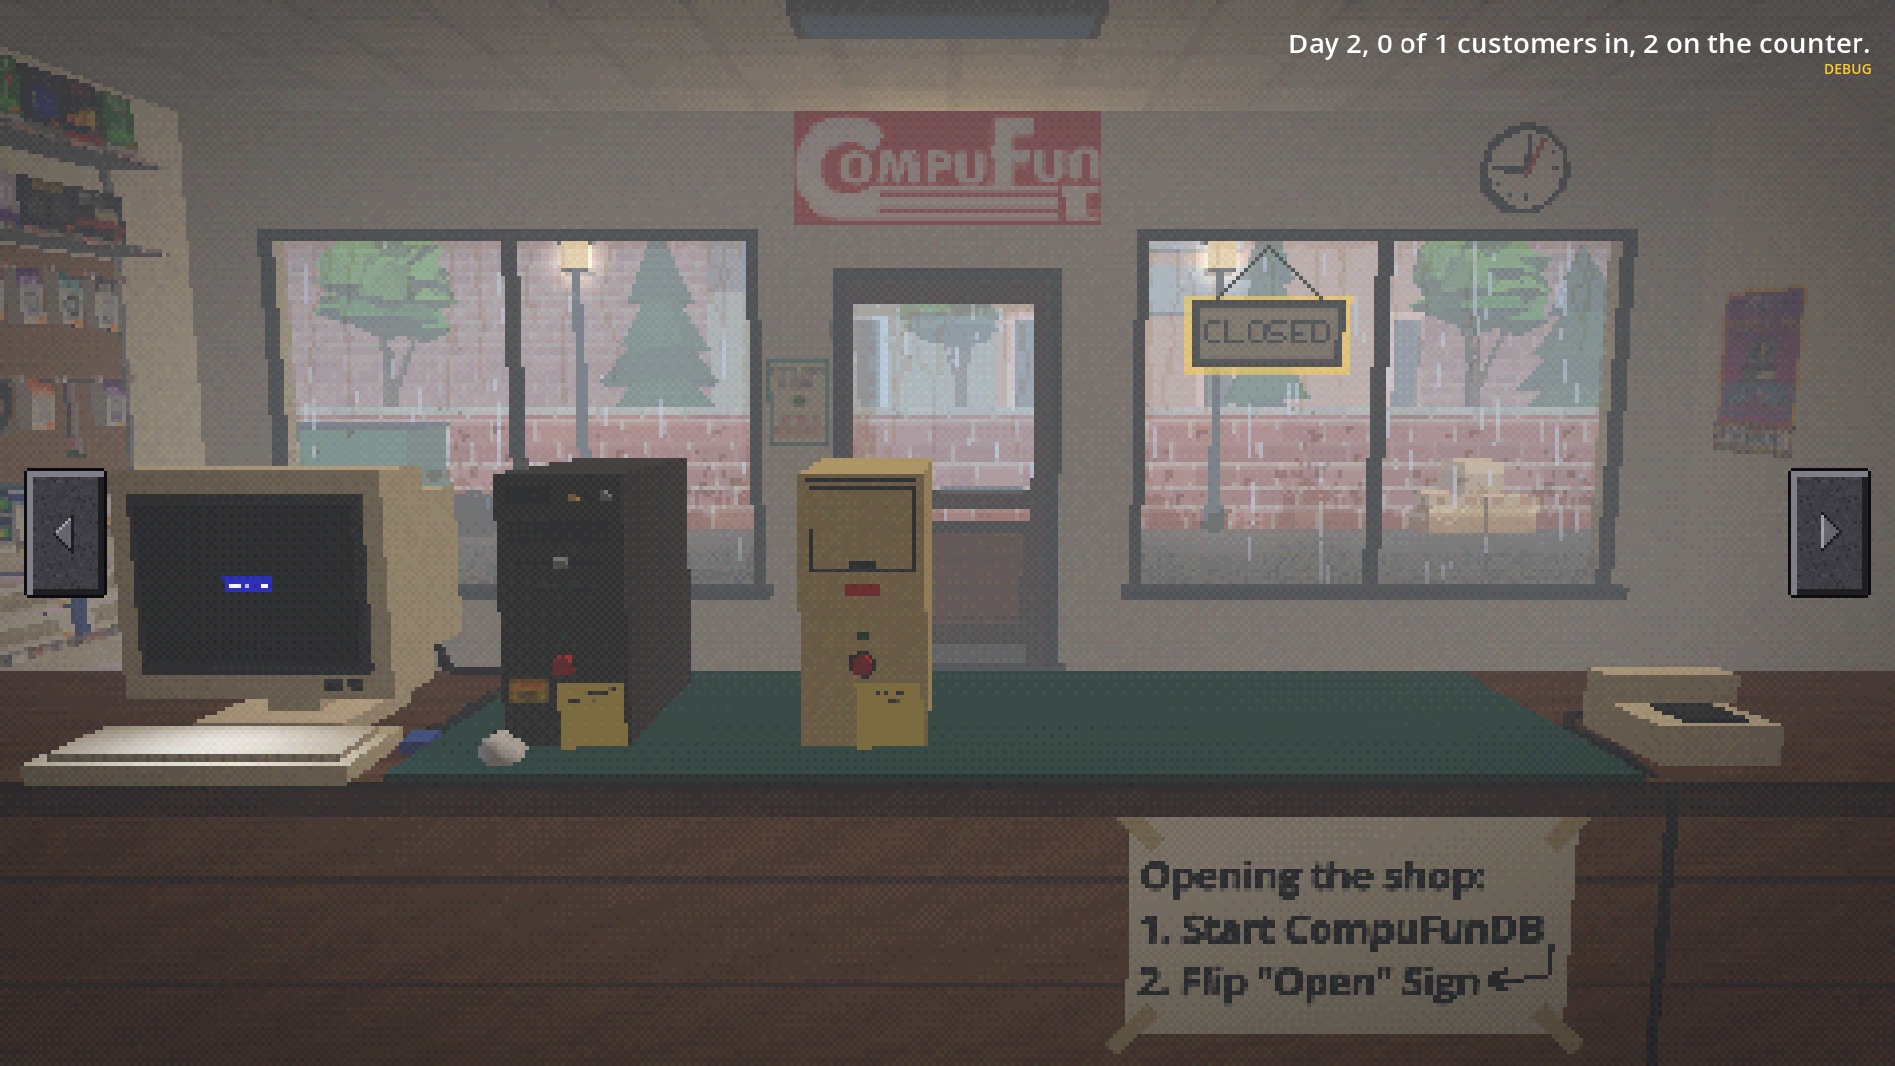 Day 2, 0 of 1 customers in, 2 on the counter.
DEBUG
COMPUFUN
CLOSED
Opening the shop:
1. Start CompuFunDB
2. Flip "Open" Sign